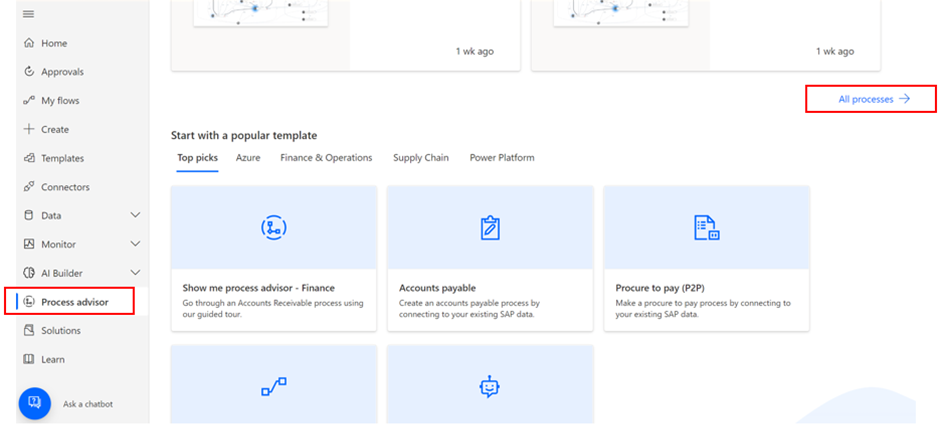 Home
Approvals
My flows
Create
Templates
Connectors
Data
Monitor
AI Builder
Process advisor
Solutions
Learn
Ask a chatbot
1 wk ago
1 wk ago
All processes
Start with a popular template
Top picks
Azure
Finance & Operations
Supply Chain
Power Platform
Show me process advisor - Finance
Go through an Accounts Receivable process using
our guided tour.
Accounts payable
Create an accounts payable process by
connecting to your existing SAP data.
Procure to pay (P2P)
Make a procure to pay process by connecting to
your existing SAP data.